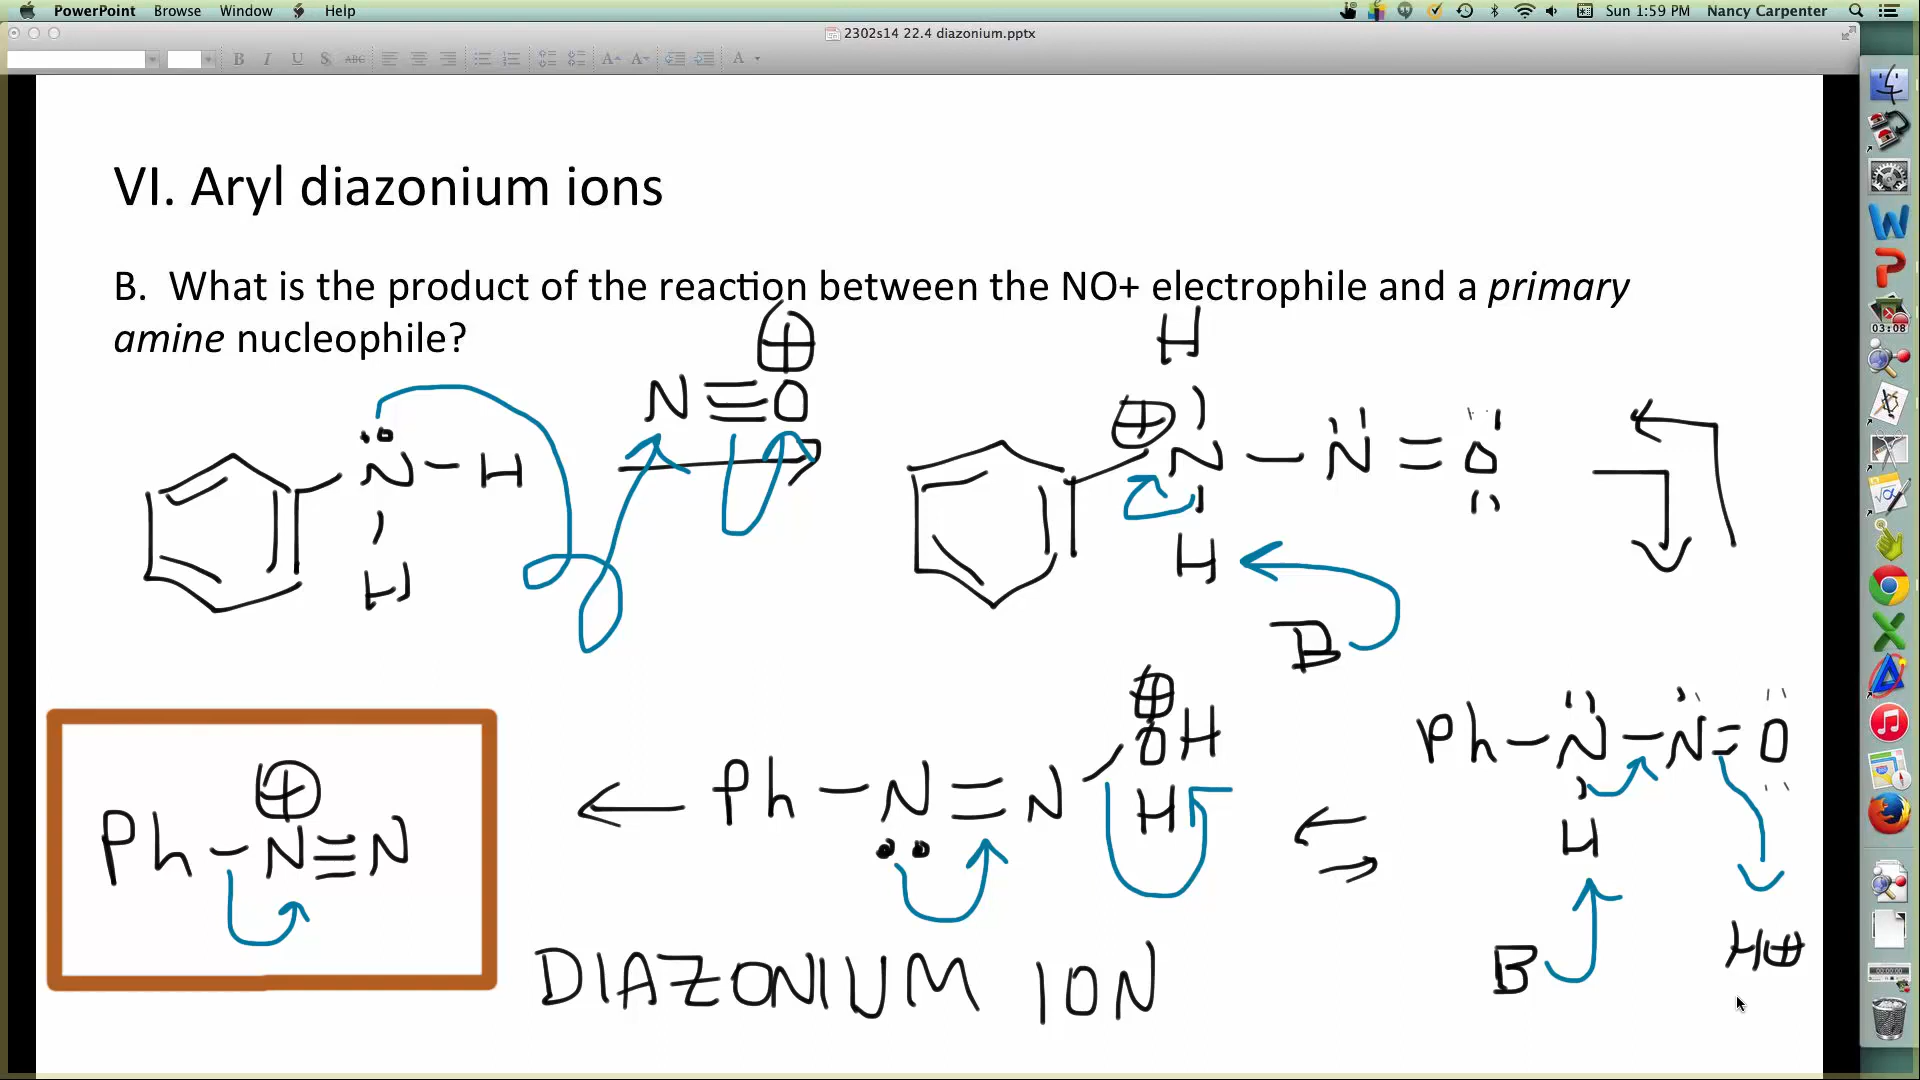 PowerPoint Browse Window Help Sun 1:59 PM Nancy Carpenter
2302s14 22.4 diazonium.pptx
B I U S ABC A A A
VI. Aryl diazonium ions
B. What is the product of the reaction between the NO+ electrophile and a primary
amine nucleophile?
N≡O ⊕
N-H
H
H
⊕
N-N=O
H
B
03:08
Ph-N-N=O
H
B
H⊕
Ph-N=N
⊕
OH
H
Ph-N≡N
⊕
DIAZONIUM ION